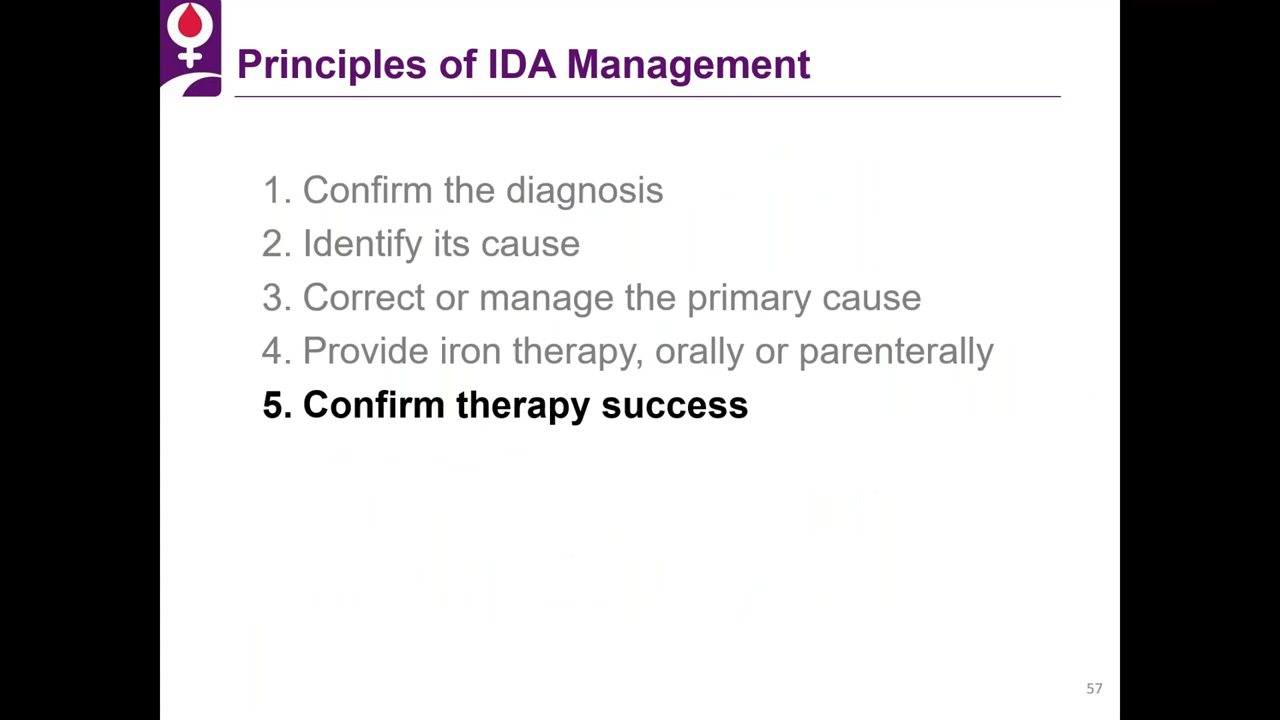 Principles of IDA Management
1. Confirm the diagnosis
2. Identify its cause
3. Correct or manage the primary cause
4. Provide iron therapy, orally or parenterally
5. Confirm therapy success
57